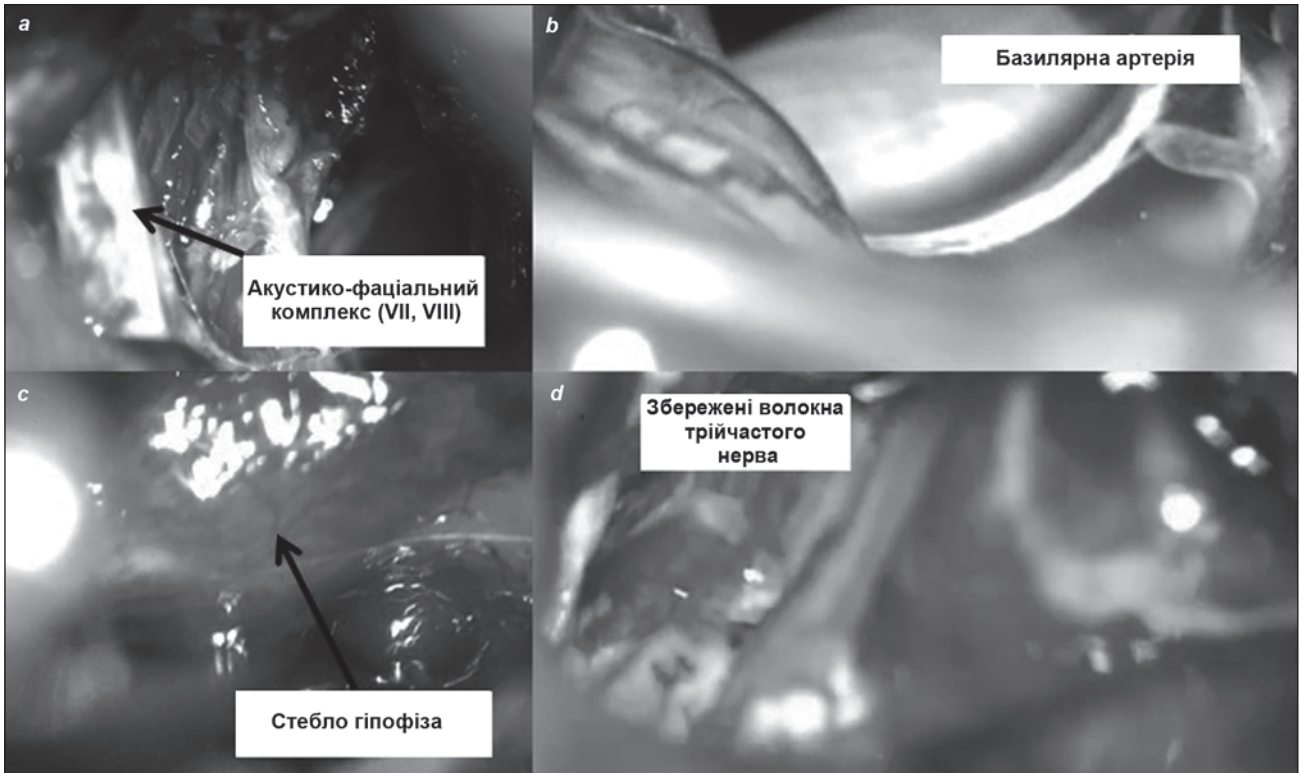 a
Акустико-фаціальний
комплекс (VII, VIII)
b
Базилярна артерія
c
Стебло гіпофіза
d
Збережені волокна
трійчастого
нерва